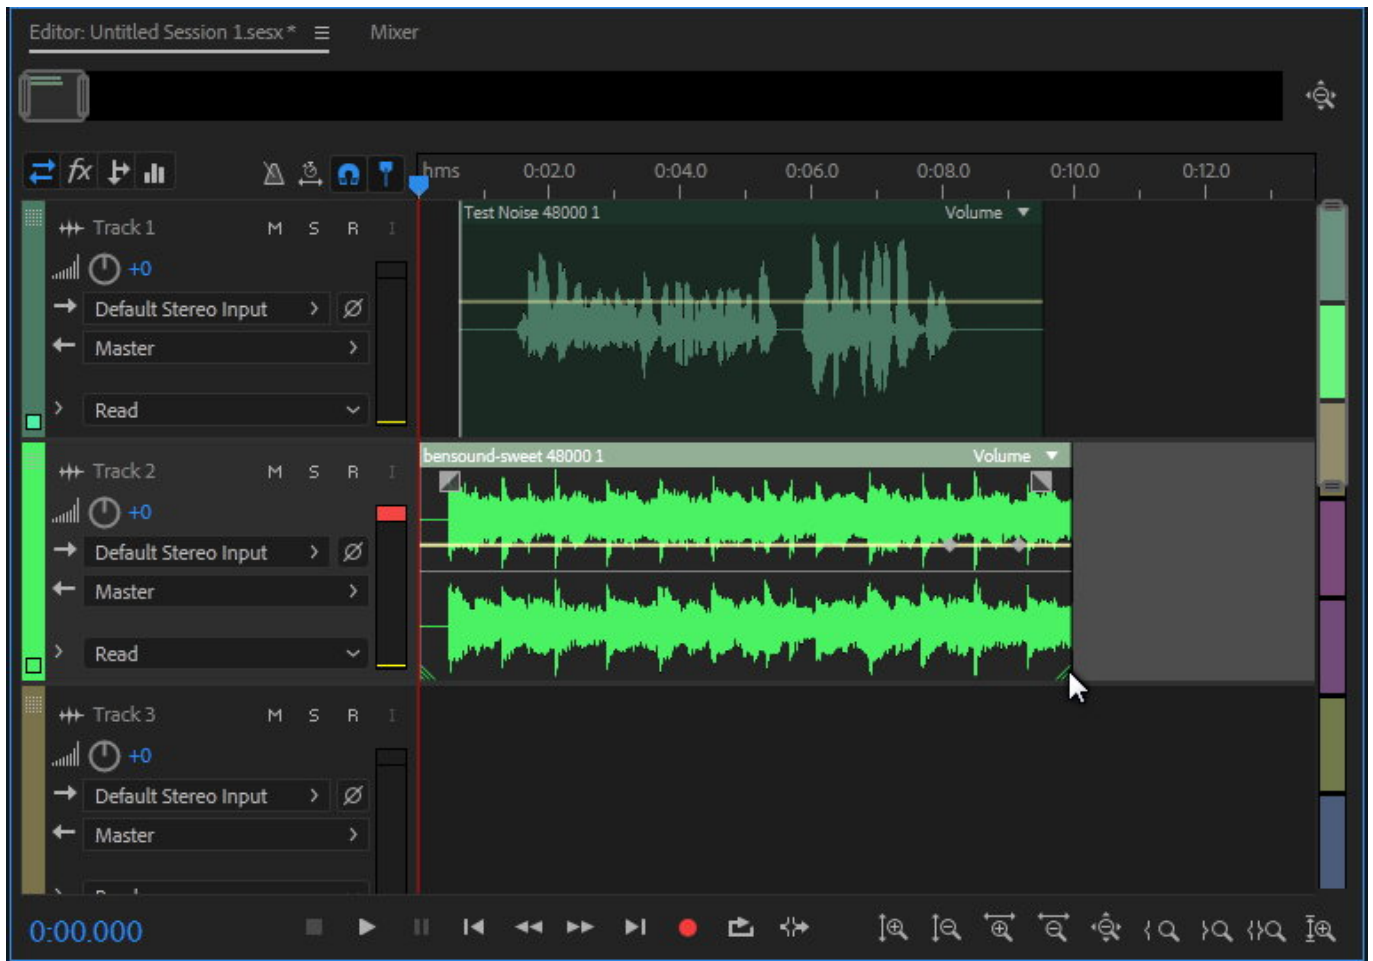 Editor: Untitled Session 1.sesx * Mixer
fx hms 0:02.0 0:04.0 0:06.0 0:08.0 0:10.0 0:12.0
Track 1 M S R I
Test Noise 48000 1 Volume
+0
Default Stereo Input
Master
Read
bensound-sweet 48000 1 Volume
Track 2 M S R I
+0
Default Stereo Input
Master
Read
Track 3 M S R I
+0
Default Stereo Input
Master
0:00.000